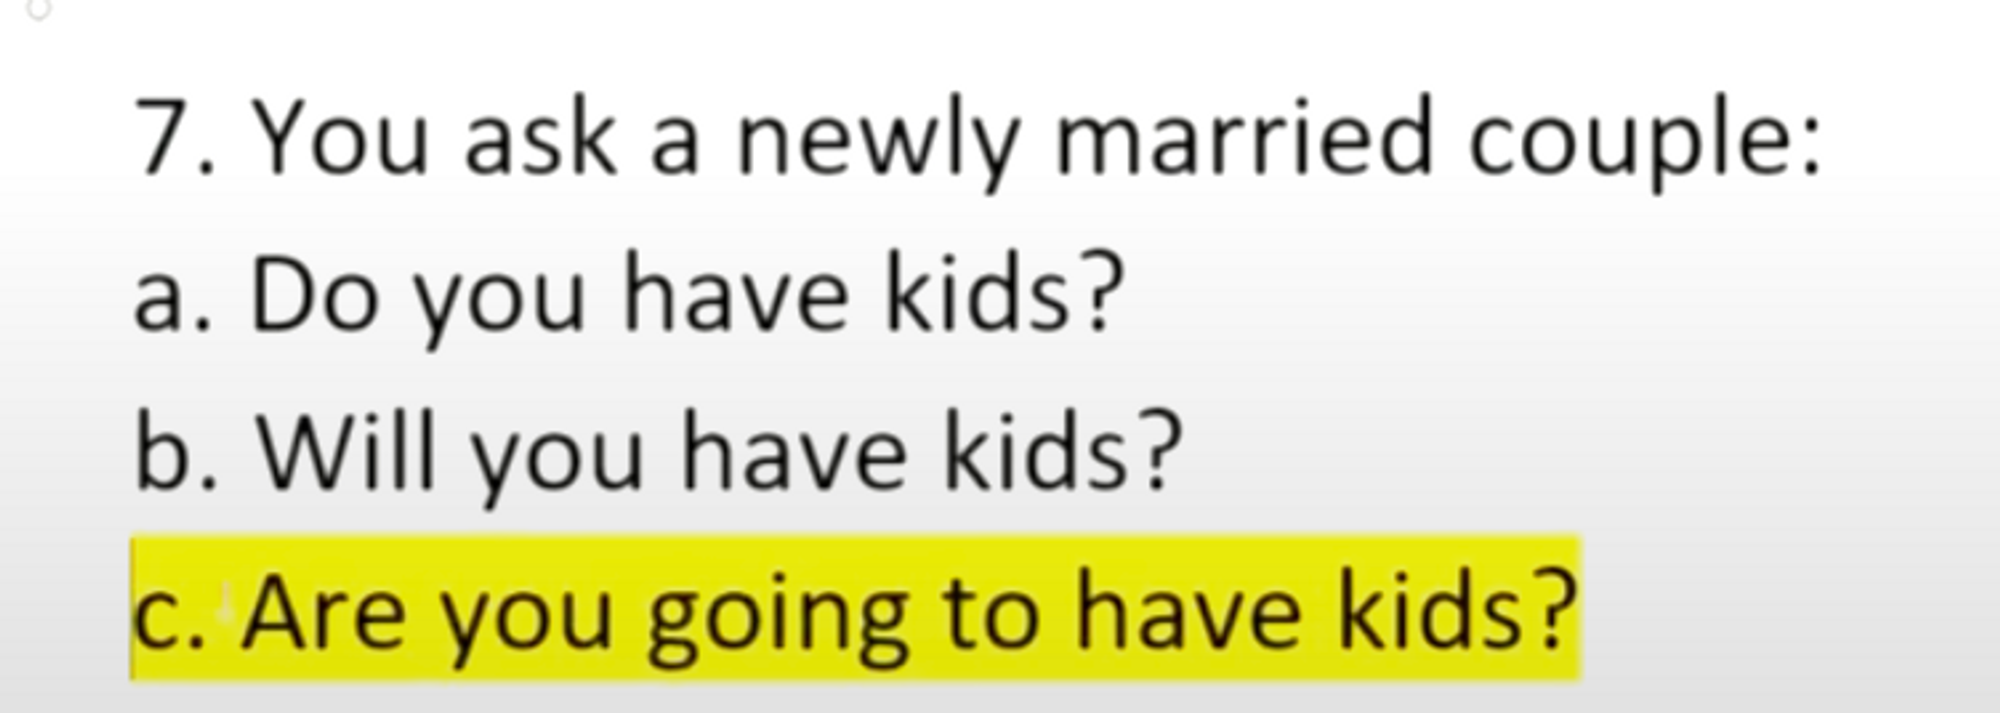 7. You ask a newly married couple:
a. Do you have kids?
b. Will you have kids?
c. Are you going to have kids?